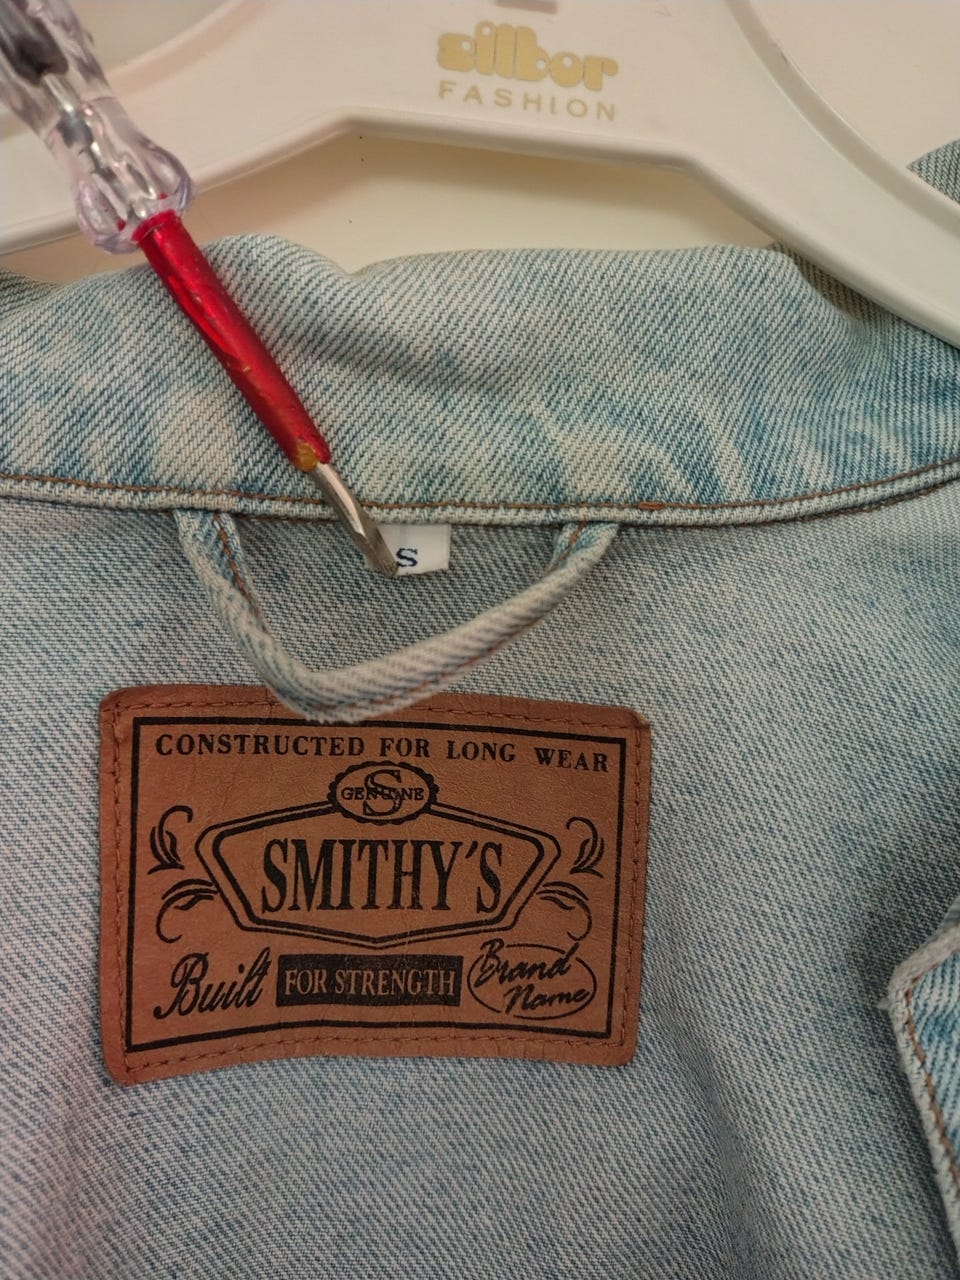 silbor
FASHION
S
CONSTRUCTED FOR LONG WEAR
S
GENUINE
SMITHY´S
Built FOR STRENGTH Brand
Name